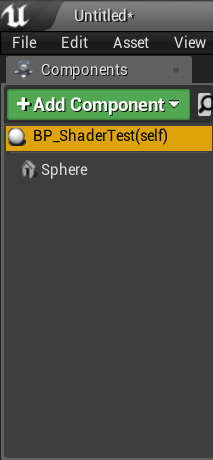 Untitled*
File Edit Asset View
Components
+Add Component
BP_ShaderTest(self)
Sphere